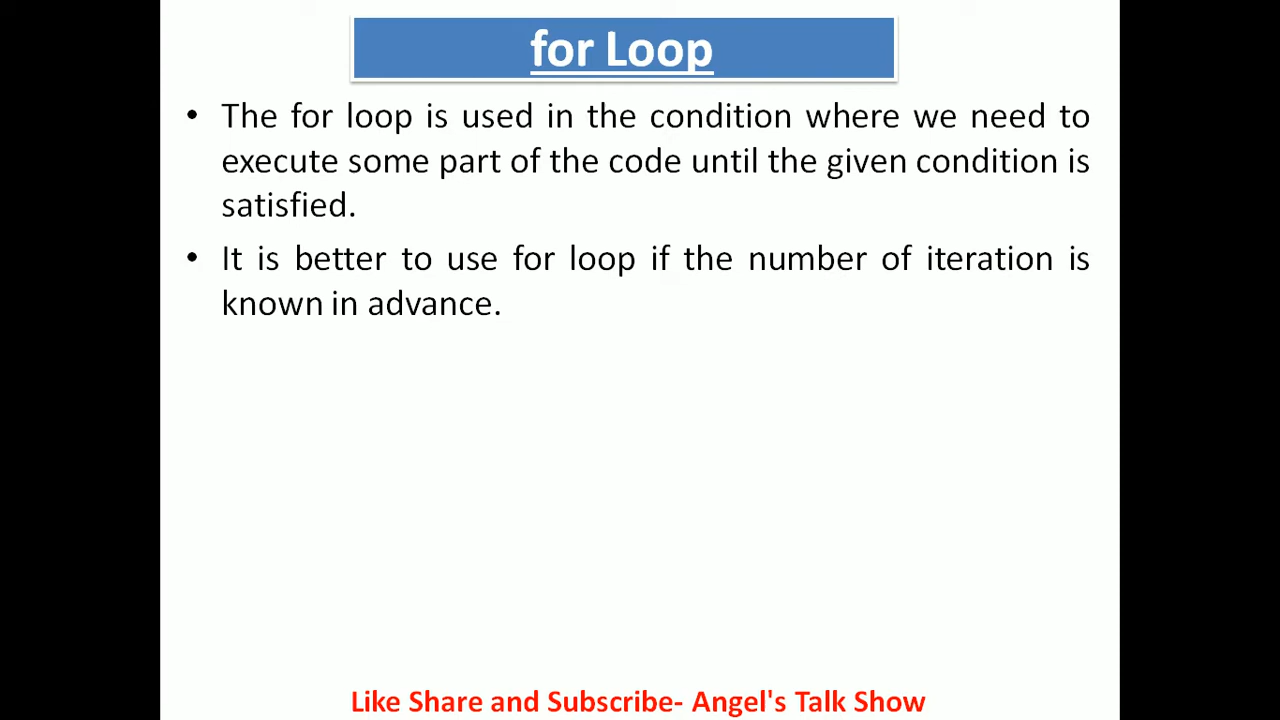 for Loop
• The for loop is used in the condition where we need to
execute some part of the code until the given condition is
satisfied.
• It is better to use for loop if the number of iteration is
known in advance.
Like Share and Subscribe- Angel's Talk Show